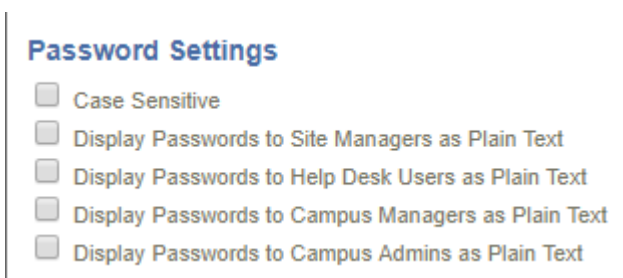 Password Settings
Case Sensitive
Display Passwords to Site Managers as Plain Text
Display Passwords to Help Desk Users as Plain Text
Display Passwords to Campus Managers as Plain Text
Display Passwords to Campus Admins as Plain Text